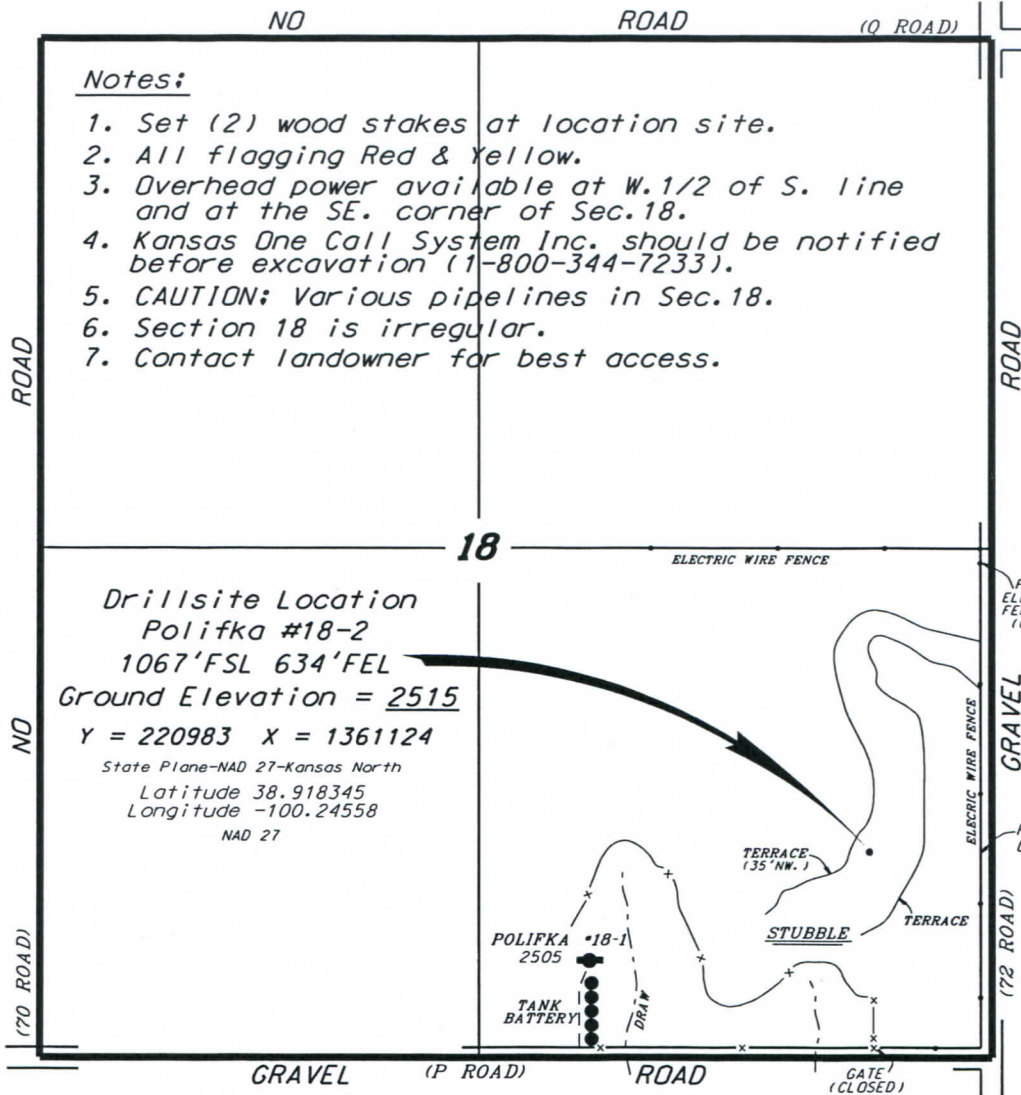 NO ROAD (Q ROAD)
Notes:
1. Set (2) wood stakes at location site.
2. All flagging Red & Yellow.
3. Overhead power available at W.1/2 of S. line
and at the SE. corner of Sec.18.
4. Kansas One Call System Inc. should be notified
before excavation (1-800-344-7233).
5. CAUTION: Various pipelines in Sec.18.
6. Section 18 is irregular.
7. Contact landowner for best access.
ROAD
ROAD
18
ELECTRIC WIRE FENCE
Drillsite Location
Polifka #18-2
1067'FSL 634'FEL
Ground Elevation = 2515
Y = 220983 X = 1361124
State Plane-NAD 27-Kansas North
Latitude 38.918345
Longitude -100.24558
NAD 27
NO
GRAVEL
ELECRIC WIRE FENCE
TERRACE
(35'NW.)
TERRACE
STUBBLE
POLIFKA 18-1
2505
TANK
BATTERY
DRAW
(70 ROAD)
(72 ROAD)
GRAVEL (P ROAD) ROAD
GATE
(CLOSED)